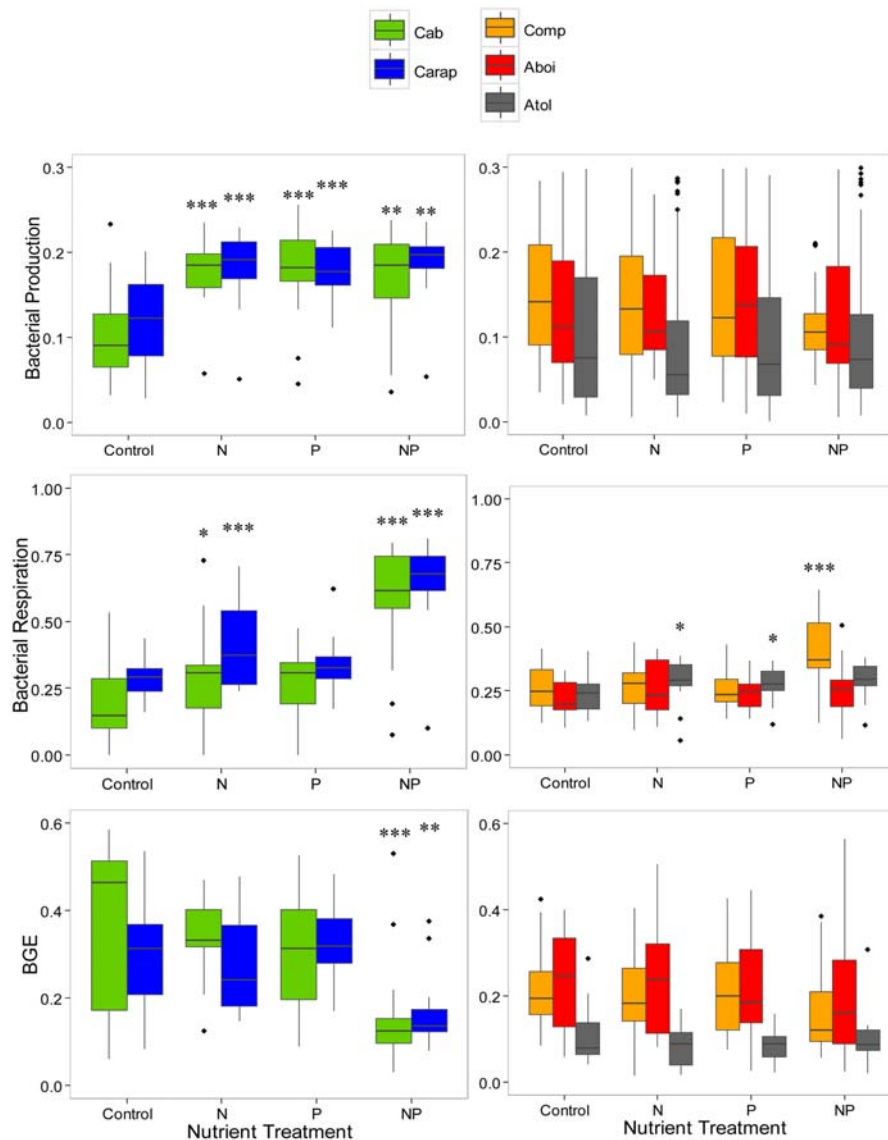 Cab Comp
Carap Aboi
Atol
Bacterial Production
0.3
0.2
0.1
0.0
*** *** *** *** ** **
Control N P NP
0.3
0.2
0.1
0.0
Control N P NP
Bacterial Respiration
1.00
0.75
0.50
0.25
0.00
* *** *** ***
Control N P NP
1.00
0.75
0.50
0.25
0.00
* * ***
Control N P NP
BGE
0.6
0.4
0.2
0.0
*** **
Control N P NP
Nutrient Treatment
0.6
0.4
0.2
0.0
Control N P NP
Nutrient Treatment